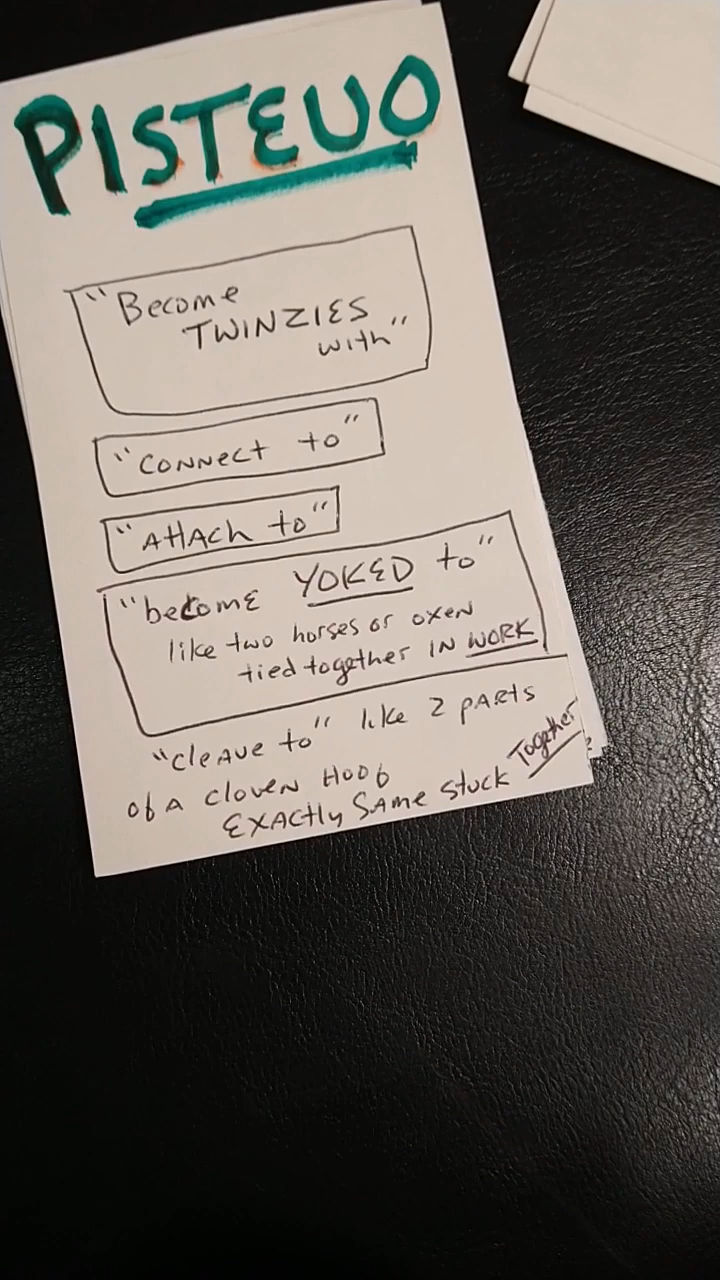 PISTEUO
"Become
TWINZIES
with"
"CONNECT to"
"ATTACH to"
"become YOKED to"
like two horses or oxen
tied together IN WORK
"cleave to" like 2 parts
of A cloven Hoof
EXACTLY SAME Stuck Together